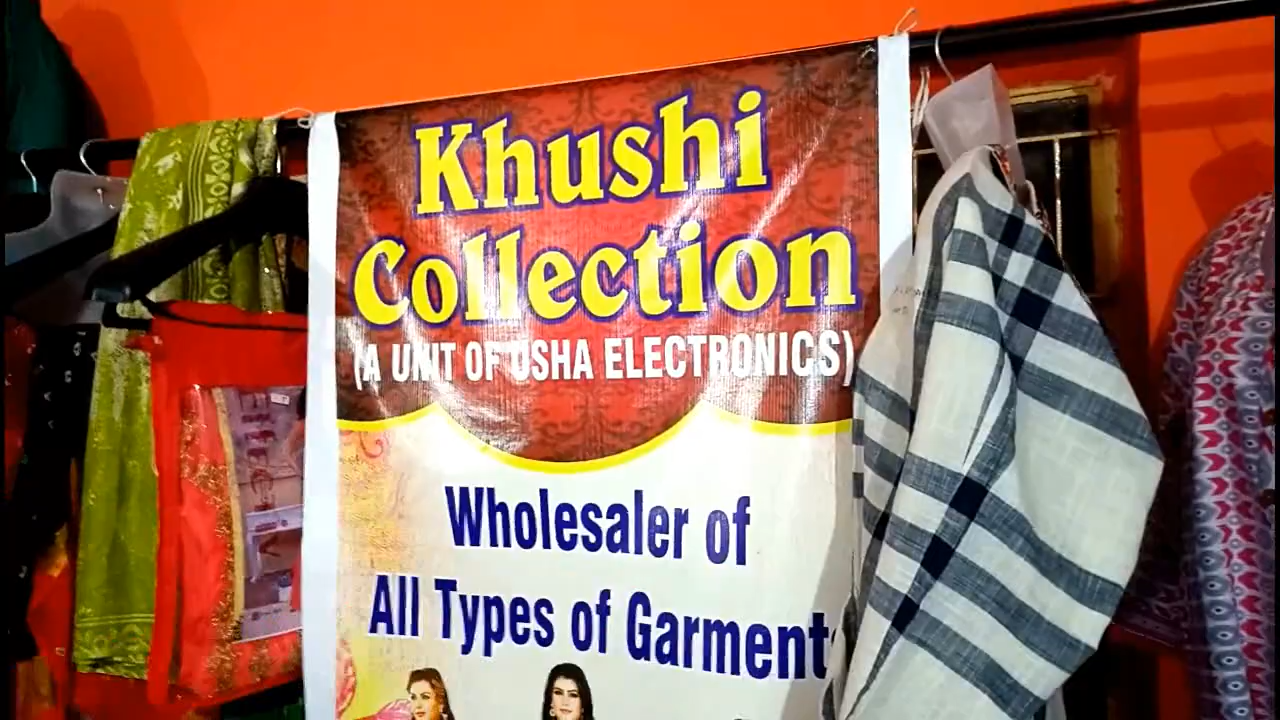 Khushi
Collection
(A UNIT OF USHA ELECTRONICS)
Wholesaler of
All Types of Garment